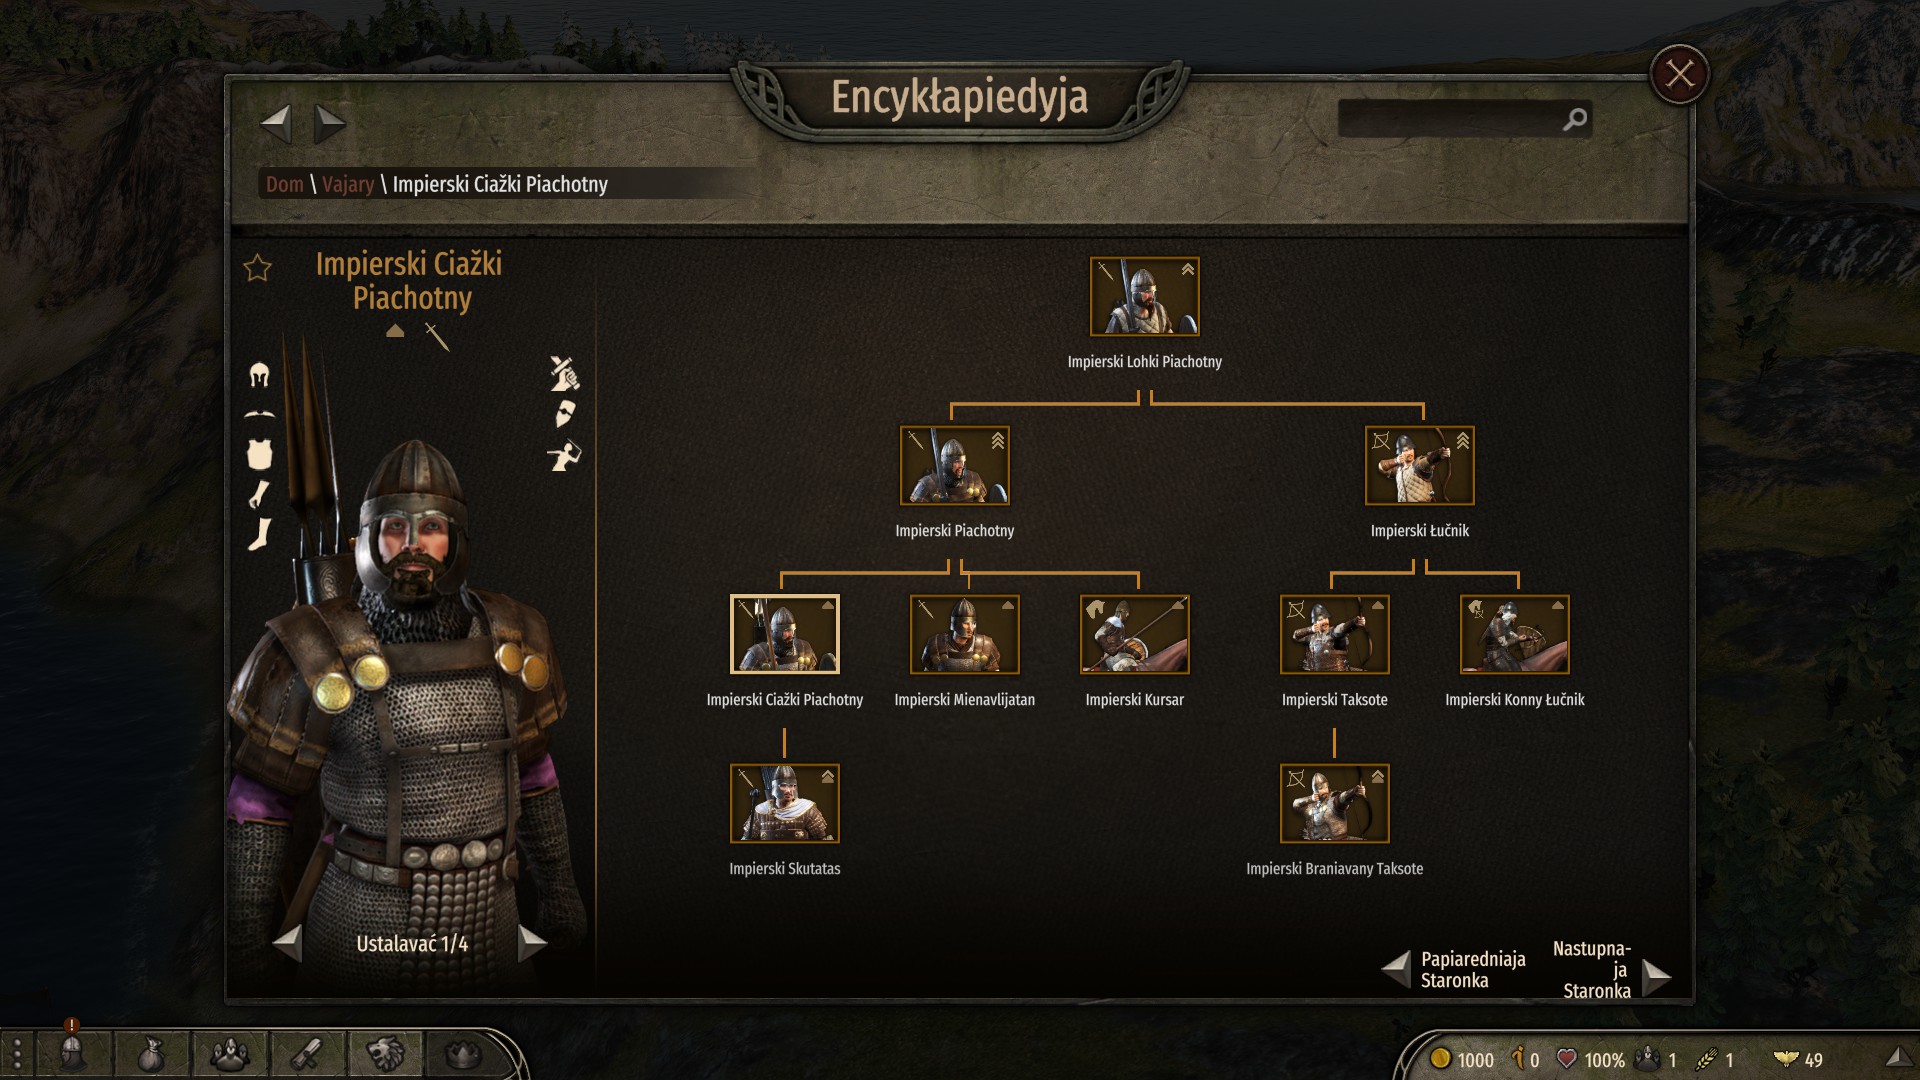 Encykłapiedyja
Dom \ Vajary \ Impierski Ciažki Piachotny
Impierski Ciažki
Piachotny
Ustalavać 1/4
Impierski Lohki Piachotny
Impierski Piachotny
Impierski Łučnik
Impierski Ciažki Piachotny
Impierski Mienavlijatan
Impierski Kursar
Impierski Taksote
Impierski Konny Łučnik
Impierski Skutatas
Impierski Braniavany Taksote
Papiaredniaja
Staronka
Nastupna-
ja
Staronka
!
1000
0
100%
1
1
49